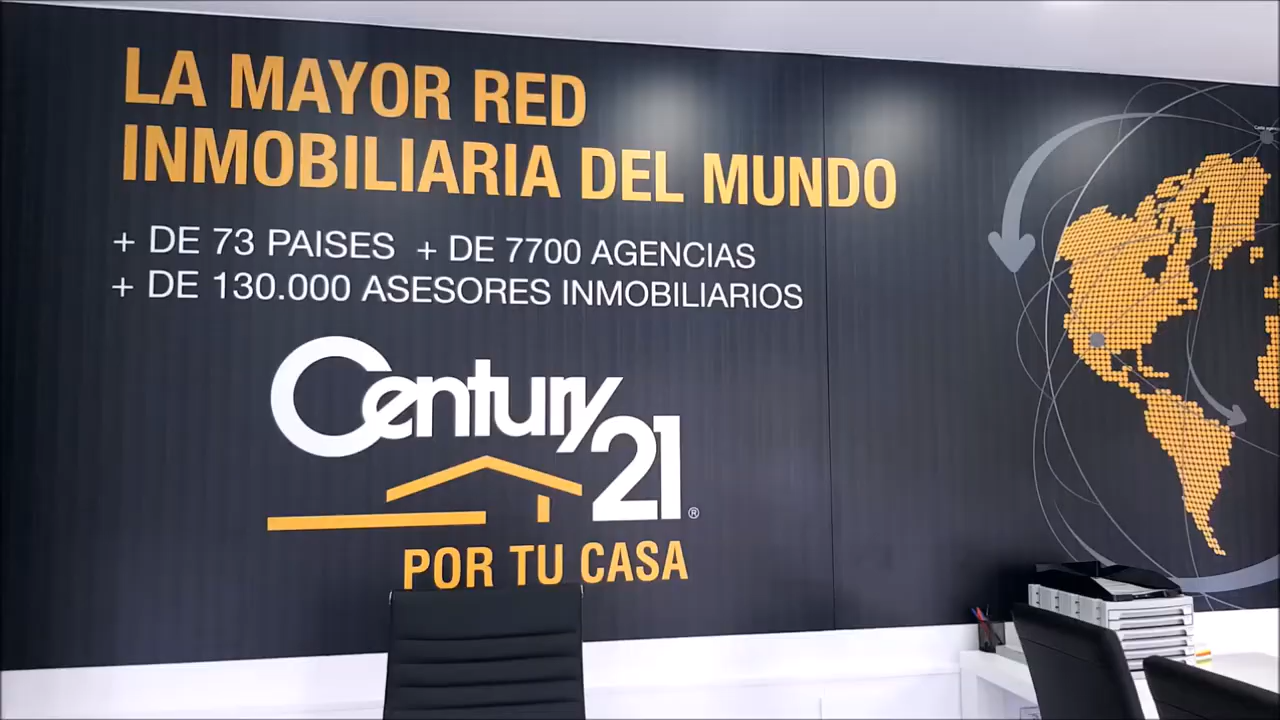 LA MAYOR RED
INMOBILIARIA DEL MUNDO
+ DE 73 PAISES + DE 7700 AGENCIAS
+ DE 130.000 ASESORES INMOBILIARIOS
Century
21®
POR TU CASA